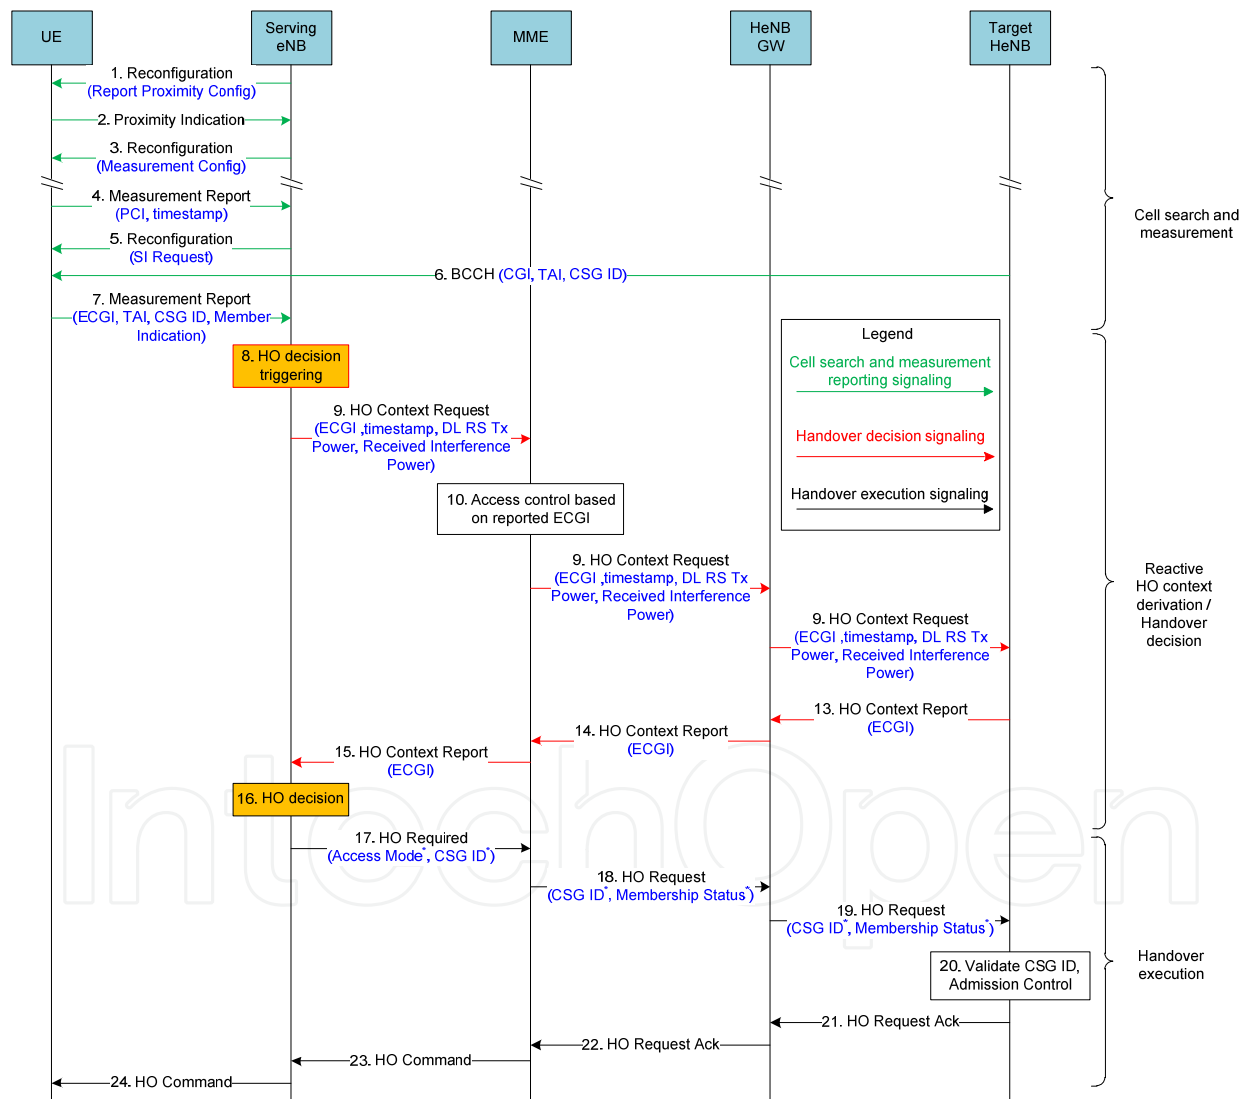 UE
Serving
eNB
MME
HeNB
GW
Target
HeNB
1. Reconfiguration
(Report Proximity Config)
2. Proximity Indication
3. Reconfiguration
(Measurement Config)
4. Measurement Report
(PCI, timestamp)
5. Reconfiguration
(SI Request)
6. BCCH (CGI, TAI, CSG ID)
7. Measurement Report
(ECGI, TAI, CSG ID, Member
Indication)
Cell search and
measurement
8. HO decision
triggering
Legend
Cell search and measurement
reporting signaling
Handover decision signaling
Handover execution signaling
9. HO Context Request
(ECGI ,timestamp, DL RS Tx
Power, Received Interference
Power)
10. Access control based
on reported ECGI
9. HO Context Request
(ECGI ,timestamp, DL RS Tx
Power, Received Interference
Power)
9. HO Context Request
(ECGI ,timestamp, DL RS Tx
Power, Received Interference
Power)
Reactive
HO context
derivation /
Handover
decision
13. HO Context Report
(ECGI)
14. HO Context Report
(ECGI)
15. HO Context Report
(ECGI)
16. HO decision
17. HO Required
(Access Mode*, CSG ID*)
18. HO Request
(CSG ID*, Membership Status*)
19. HO Request
(CSG ID*, Membership Status*)
20. Validate CSG ID,
Admission Control
Handover
execution
21. HO Request Ack
22. HO Request Ack
23. HO Command
24. HO Command
IntechOpen